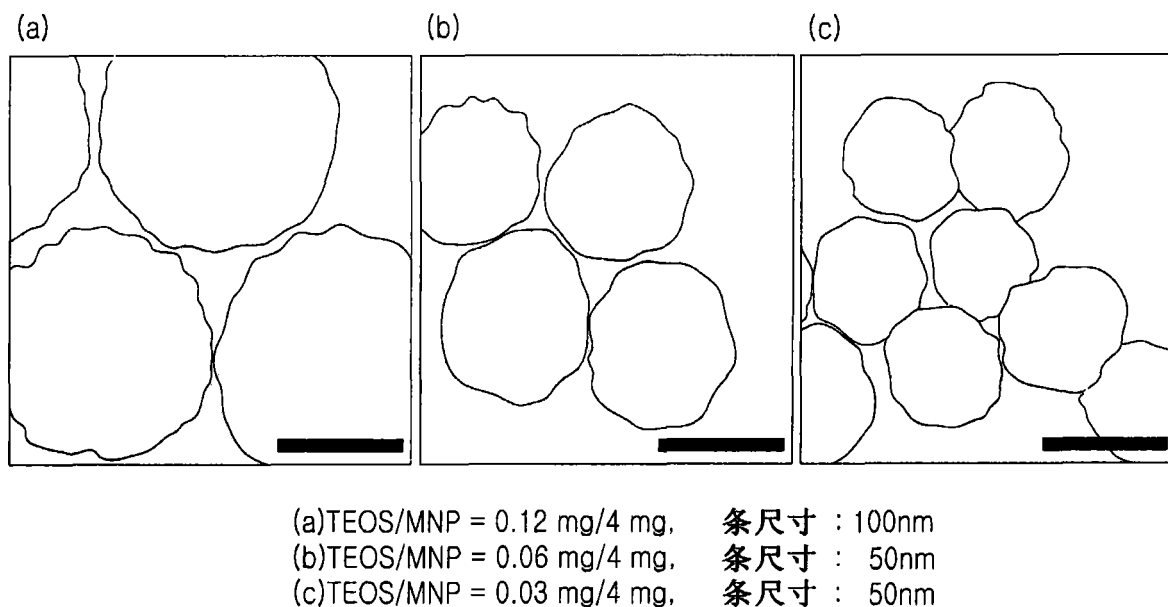 (a)
(b)
(c)
(a)TEOS/MNP = 0.12 mg/4 mg, 条尺寸 : 100nm
(b)TEOS/MNP = 0.06 mg/4 mg, 条尺寸 : 50nm
(c)TEOS/MNP = 0.03 mg/4 mg, 条尺寸 : 50nm